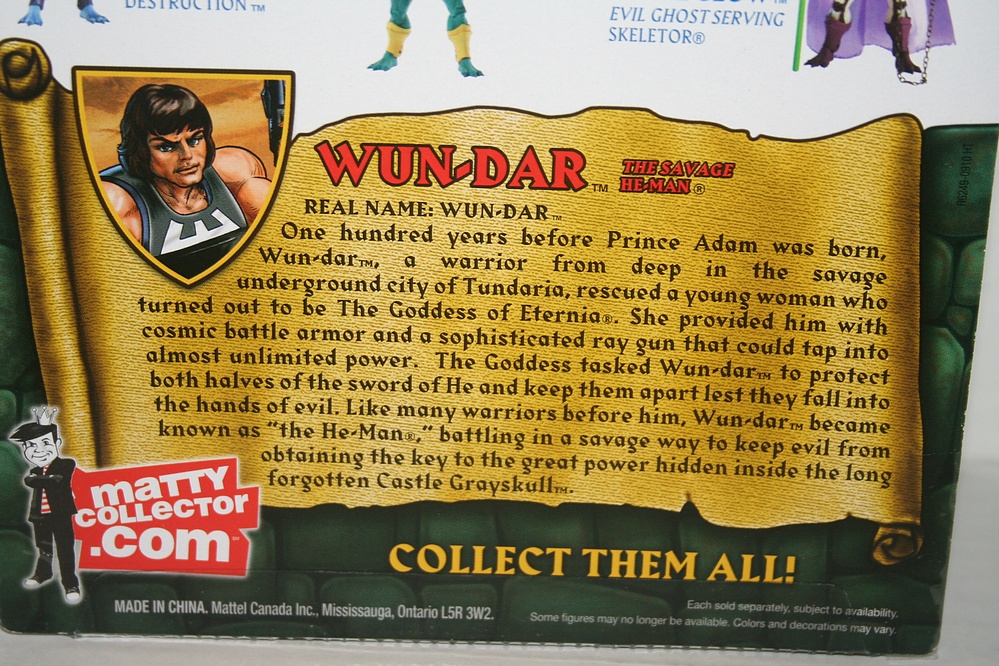 DESTRUCTION™
EVIL GHOST SERVING
SKELETOR®
WUN-DAR™ THE SAVAGE
HE-MAN®
REAL NAME: WUN-DAR™
One hundred years before Prince Adam was born,
Wun-dar™, a warrior from deep in the savage
underground city of Tundaria, rescued a young woman who
turned out to be The Goddess of Eternia®. She provided him with
cosmic battle armor and a sophisticated ray gun that could tap into
almost unlimited power. The Goddess tasked Wun-dar™ to protect
both halves of the sword of He and keep them apart lest they fall into
the hands of evil. Like many warriors before him, Wun-dar™ became
known as "the He-Man®," battling in a savage way to keep evil from
obtaining the key to the great power hidden inside the long
forgotten Castle Grayskull™.
MATTY
COLLECTOR
.com
COLLECT THEM ALL!
MADE IN CHINA. Mattel Canada Inc., Mississauga, Ontario L5R 3W2.
Each sold separately, subject to availability.
Some figures may no longer be available. Colors and decorations may vary.